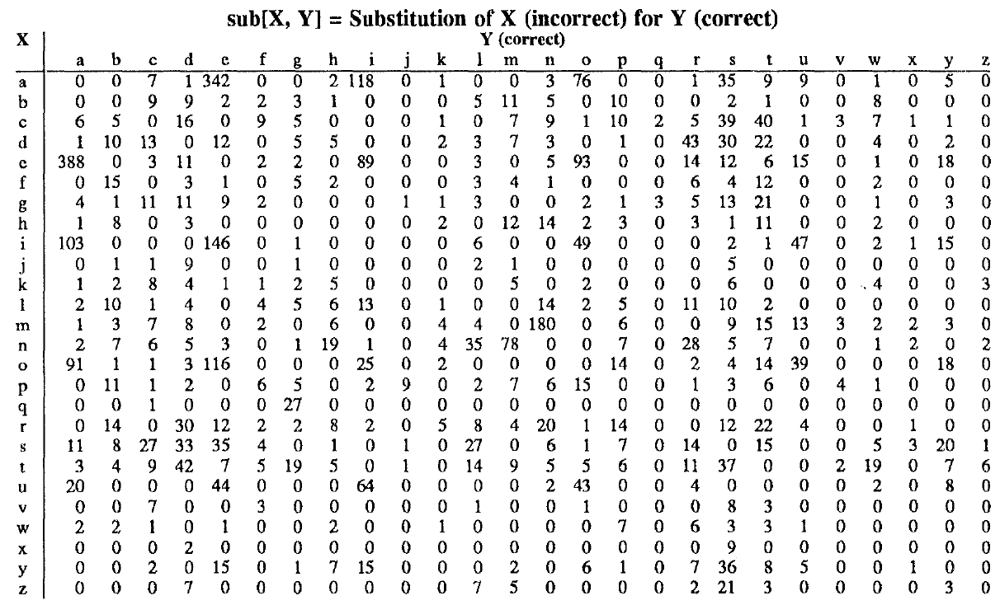 sub[X, Y] = Substitution of X (incorrect) for Y (correct)
X Y (correct)
a b c d e f g h i j k l m n o p q r s t u v w x y z
a 0 0 7 1 342 0 0 2 118 0 1 0 0 3 76 0 0 1 35 9 9 0 1 0 5 0
b 0 0 9 9 2 2 3 1 0 0 0 5 11 5 0 10 0 0 2 1 0 0 8 0 0 0
c 6 5 0 16 0 9 5 0 0 0 1 0 7 9 1 10 2 5 39 40 1 3 7 1 1 0
d 1 10 13 0 12 0 5 5 0 0 2 3 7 3 0 1 0 43 30 22 0 0 4 0 2 0
e 388 0 3 11 0 2 2 0 89 0 0 3 0 5 93 0 0 14 12 6 15 0 1 0 18 0
f 0 15 0 3 1 0 5 2 0 0 0 3 4 1 0 0 0 6 4 12 0 0 2 0 0 0
g 4 1 11 11 9 2 0 0 0 1 1 3 0 0 2 1 3 5 13 21 0 0 1 0 3 0
h 1 8 0 3 0 0 0 0 0 0 2 0 12 14 2 3 0 3 1 11 0 0 2 0 0 0
i 103 0 0 0 146 0 1 0 0 0 0 6 0 0 49 0 0 0 2 1 47 0 2 1 15 0
j 0 1 1 9 0 0 1 0 0 0 0 2 1 0 0 0 0 0 5 0 0 0 0 0 0 0
k 1 2 8 4 1 1 2 5 0 0 0 0 5 0 2 0 0 0 6 0 0 0 4 0 0 3
l 2 10 1 4 0 4 5 6 13 0 1 0 0 14 2 5 0 11 10 2 0 0 0 0 0 0
m 1 3 7 8 0 2 0 6 0 0 4 4 0 180 0 6 0 0 9 15 13 3 2 2 3 0
n 2 7 6 5 3 0 1 19 1 0 4 35 78 0 0 7 0 28 5 7 0 0 1 2 0 2
o 91 1 1 3 116 0 0 0 25 0 2 0 0 0 0 14 0 2 4 14 39 0 0 0 18 0
p 0 11 1 2 0 6 5 0 2 9 0 2 7 6 15 0 0 1 3 6 0 4 1 0 0 0
q 0 0 1 0 0 0 27 0 0 0 0 0 0 0 0 0 0 0 0 0 0 0 0 0 0 0
r 0 14 0 30 12 2 2 8 2 0 5 8 4 20 1 14 0 0 12 22 4 0 0 1 0 0
s 11 8 27 33 35 4 0 1 0 1 0 27 0 6 1 7 0 14 0 15 0 0 5 3 20 1
t 3 4 9 42 7 5 19 5 0 1 0 14 9 5 5 6 0 11 37 0 0 2 19 0 7 6
u 20 0 0 0 44 0 0 0 64 0 0 0 0 2 43 0 0 4 0 0 0 0 2 0 8 0
v 0 0 7 0 0 3 0 0 0 0 0 1 0 0 1 0 0 0 8 3 0 0 0 0 0 0
w 2 2 1 0 1 0 0 2 0 0 1 0 0 0 0 7 0 6 3 3 1 0 0 0 0 0
x 0 0 0 2 0 0 0 0 0 0 0 0 0 0 0 0 0 0 9 0 0 0 0 0 0 0
y 0 0 2 0 15 0 1 7 15 0 0 0 2 0 6 1 0 7 36 8 5 0 0 1 0 0
z 0 0 0 7 0 0 0 0 0 0 0 7 5 0 0 0 0 2 21 3 0 0 0 0 3 0